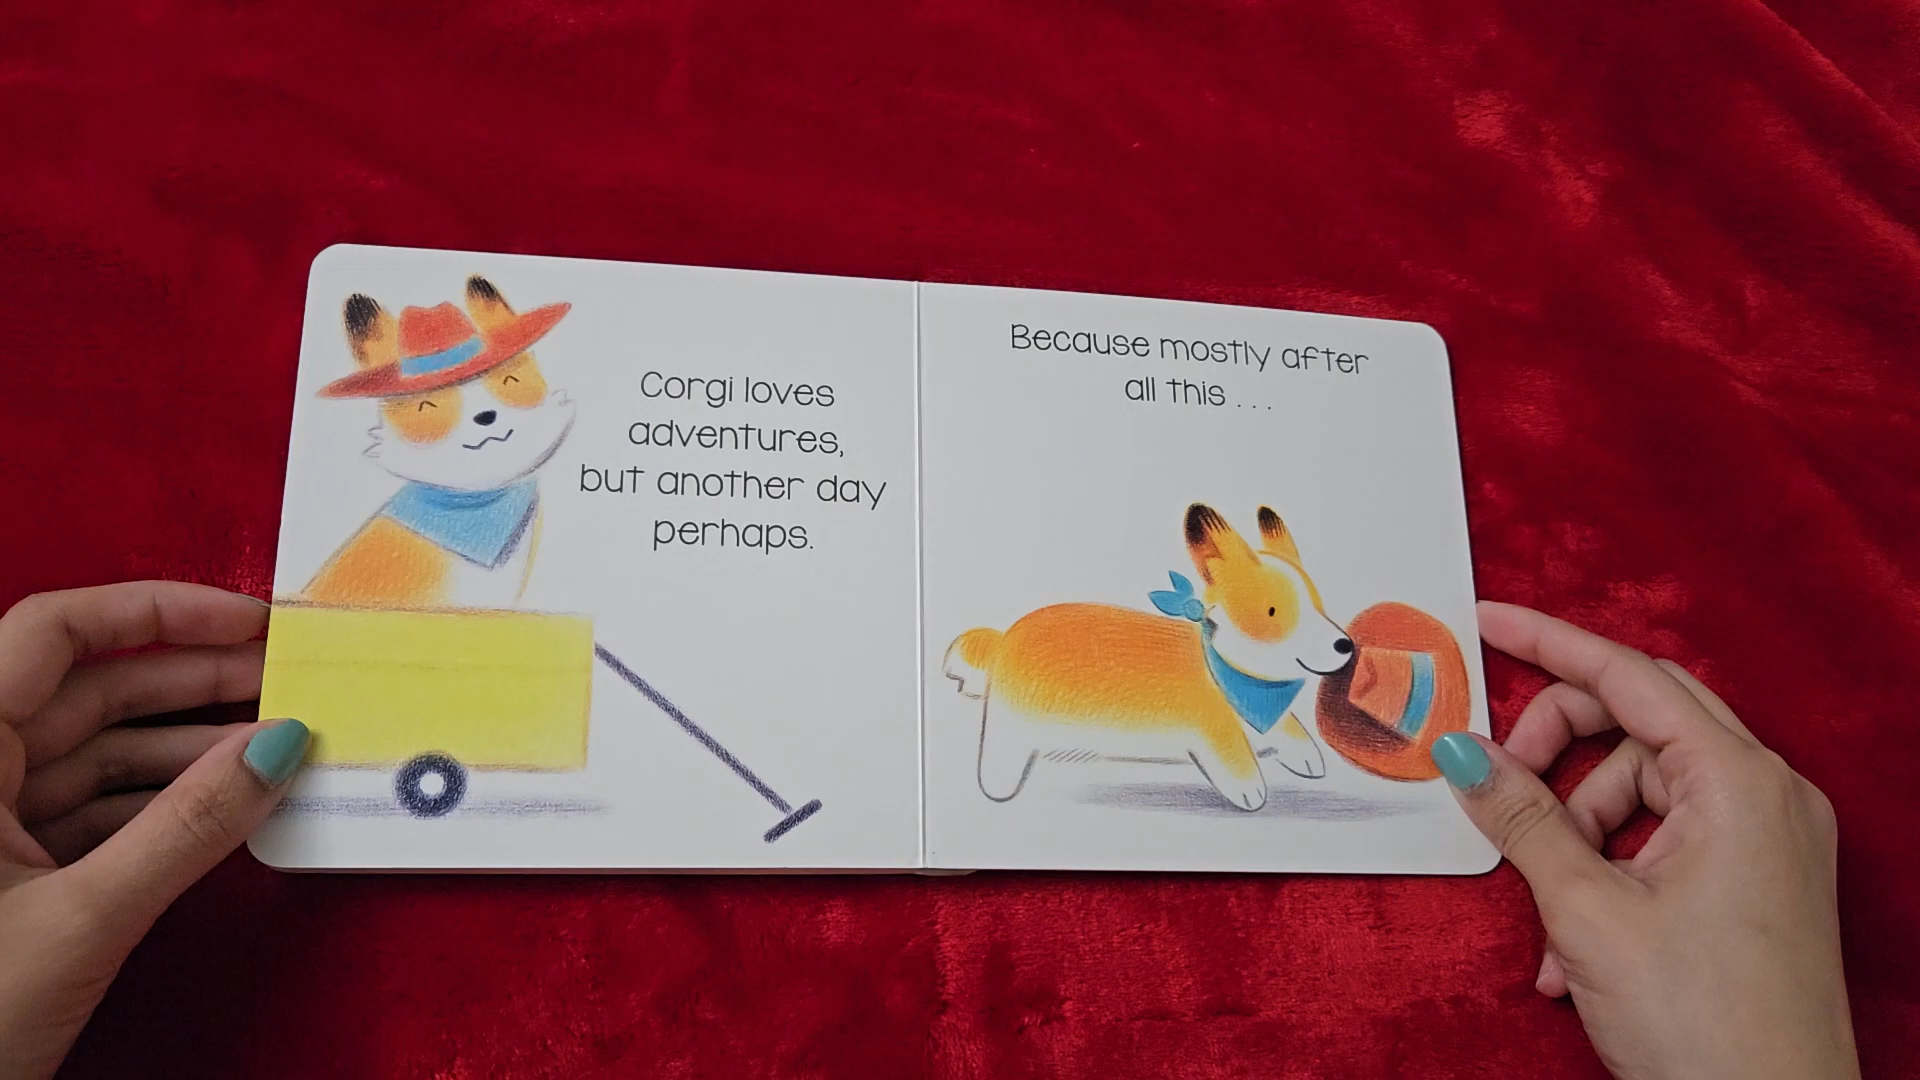 Corgi loves
adventures,
but another day
perhaps.
Because mostly after
all this . . .